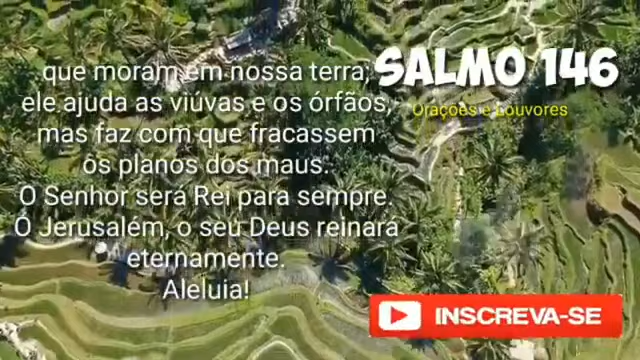 que moram em nossa terra,
ele ajuda as viúvas e os órfãos,
mas faz com que fracassem
os planos dos maus.
O Senhor será Rei para sempre.
Ó Jerusalém, o seu Deus reinará
eternamente.
Aleluia!
SALMO 146
Orações e Louvores
INSCREVA-SE